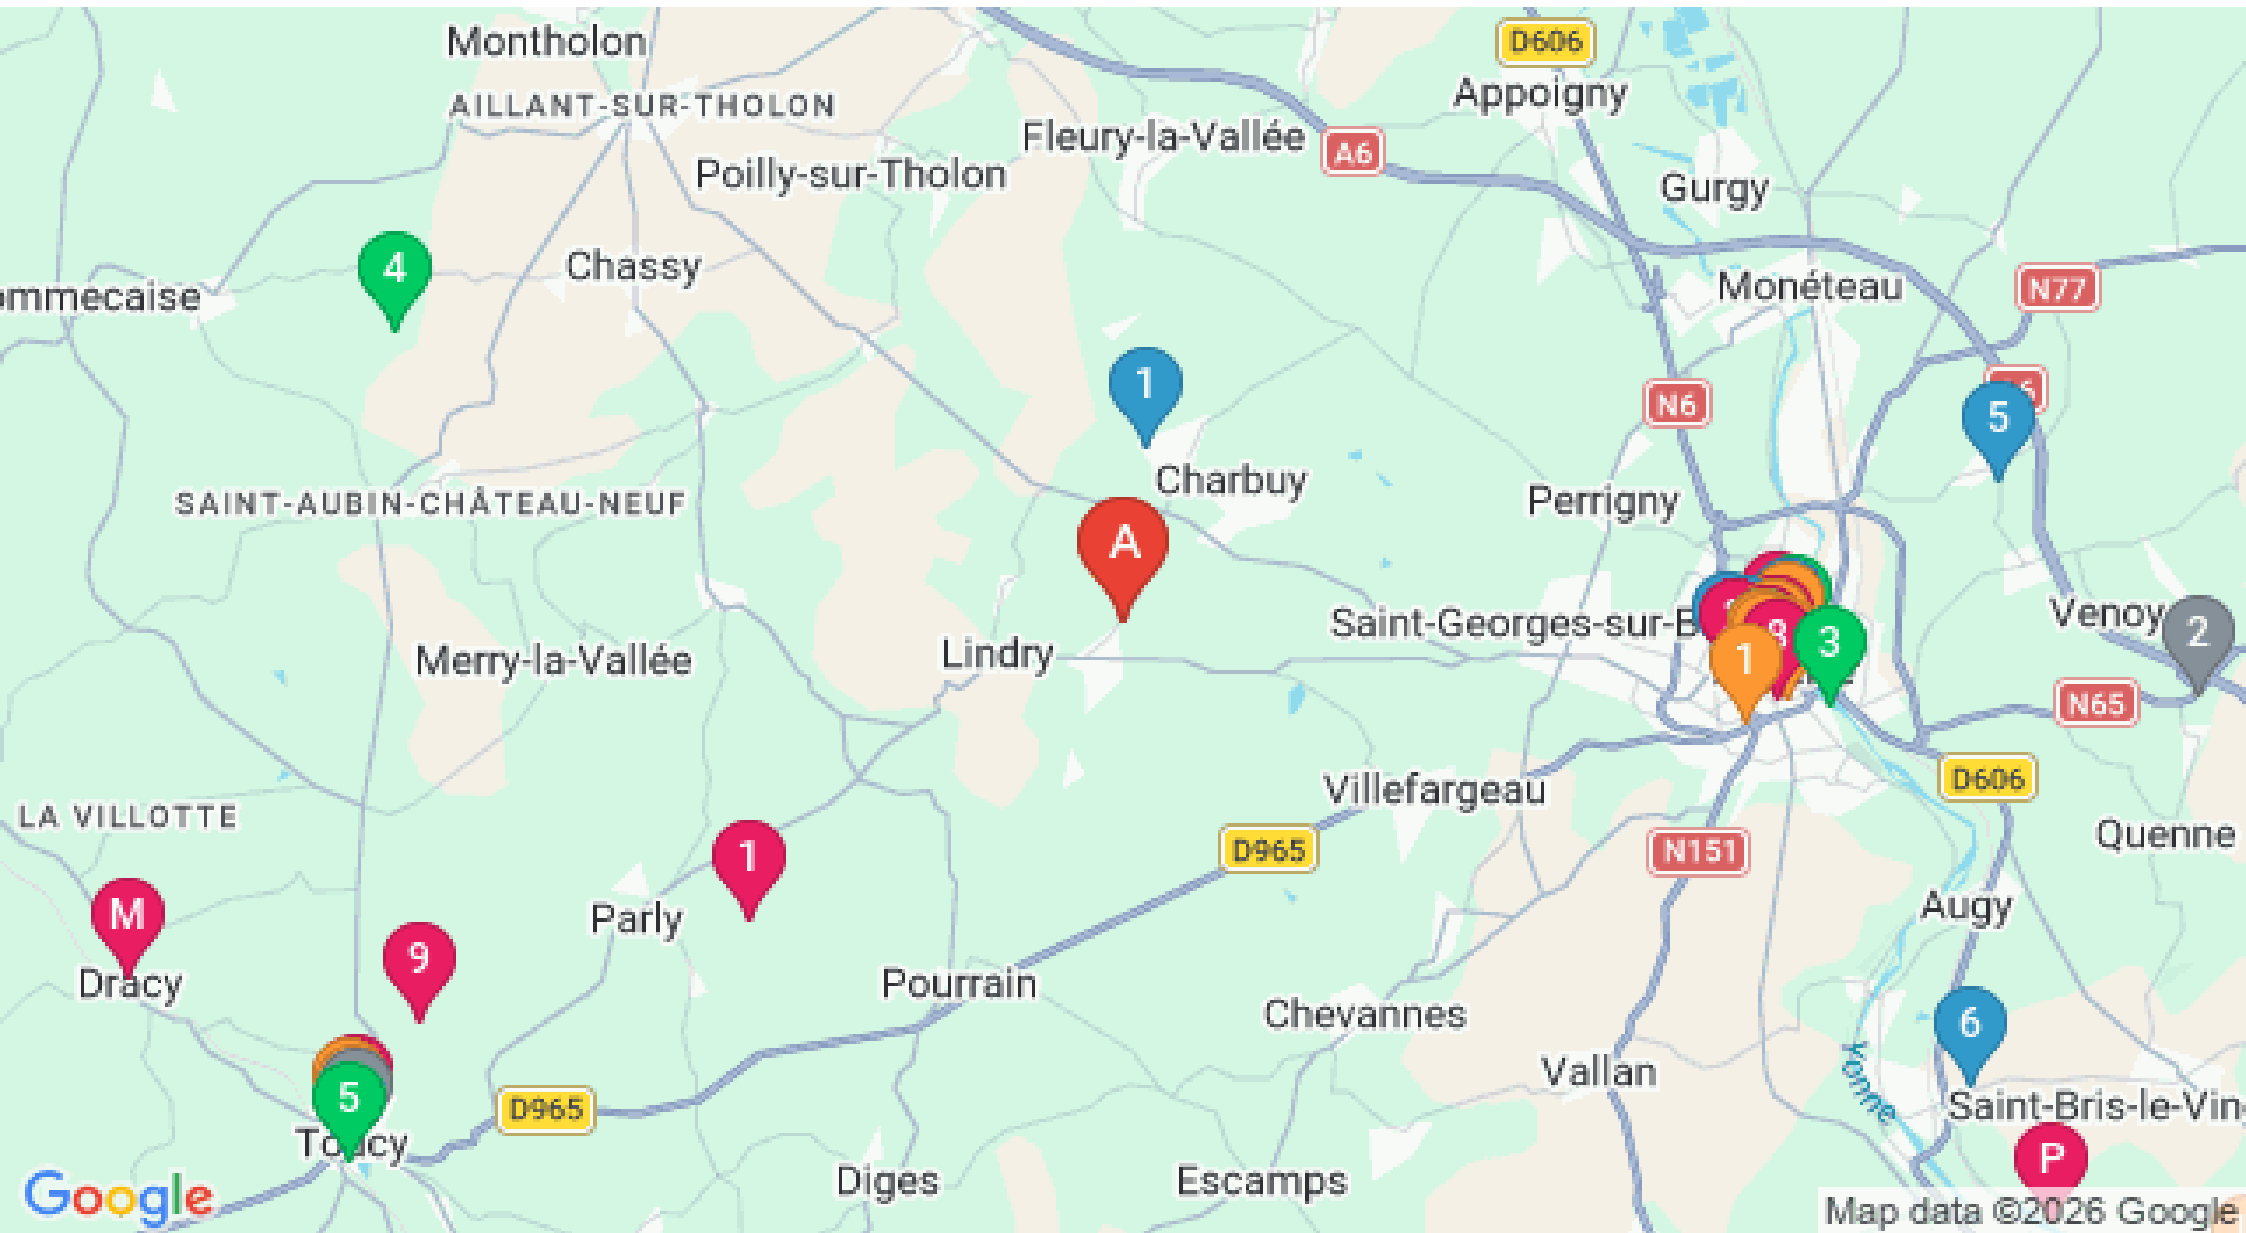 Montholon
D606
AILLANT-SUR-THOLON
Appoigny
Fleury-la-Vallée
A6
Poilly-sur-Tholon
Gurgy
4
Chassy
ommecaise
Monéteau
N77
1
N6
5
Charbuy
SAINT-AUBIN-CHÂTEAU-NEUF
Perrigny
A
Saint-Georges-sur-B
Venoy
2
8
3
1
Merry-la-Vallée
Lindry
N65
Villefargeau
D606
LA VILLOTTE
Quenne
1
D965
N151
M
Parly
Augy
9
Dracy
Pourrain
Chevannes
6
Vallan
Yonne
5
D965
Saint-Bris-le-Vin
Toucy
P
Diges
Escamps
Google
Map data ©2026 Google